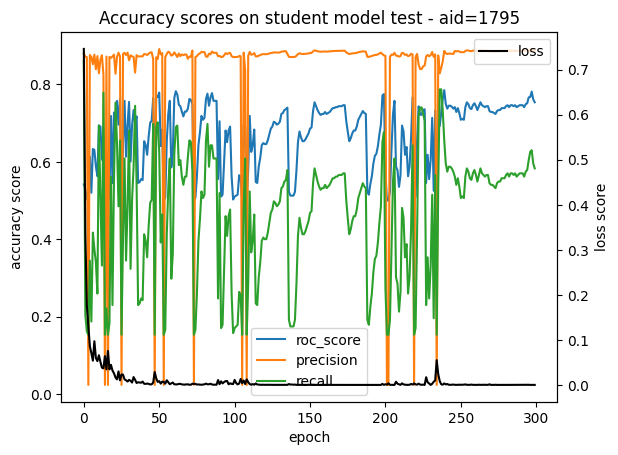 Accuracy scores on student model test - aid=1795
loss
accuracy score
0.8
0.6
0.4
0.2
0.0
0.7
0.6
0.5
0.4
0.3
0.2
0.1
0.0
loss score
roc_score
precision
recall
0
50
100
150
200
250
300
epoch